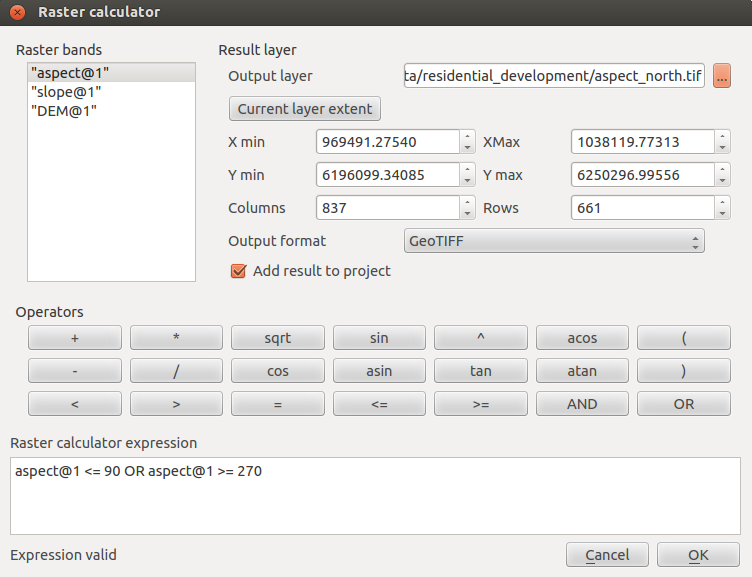 Raster calculator
Raster bands
"aspect@1"
"slope@1"
"DEM@1"
Result layer
Output layer
ta/residential_development/aspect_north.tif
...
Current layer extent
X min
969491.27540
XMax
1038119.77313
Y min
6196099.34085
Y max
6250296.99556
Columns
837
Rows
661
Output format
GeoTIFF
Add result to project
Operators
+ * sqrt sin ^ acos (
- / cos asin tan atan )
< > = <= >= AND OR
Raster calculator expression
aspect@1 <= 90 OR aspect@1 >= 270
Expression valid
Cancel
OK